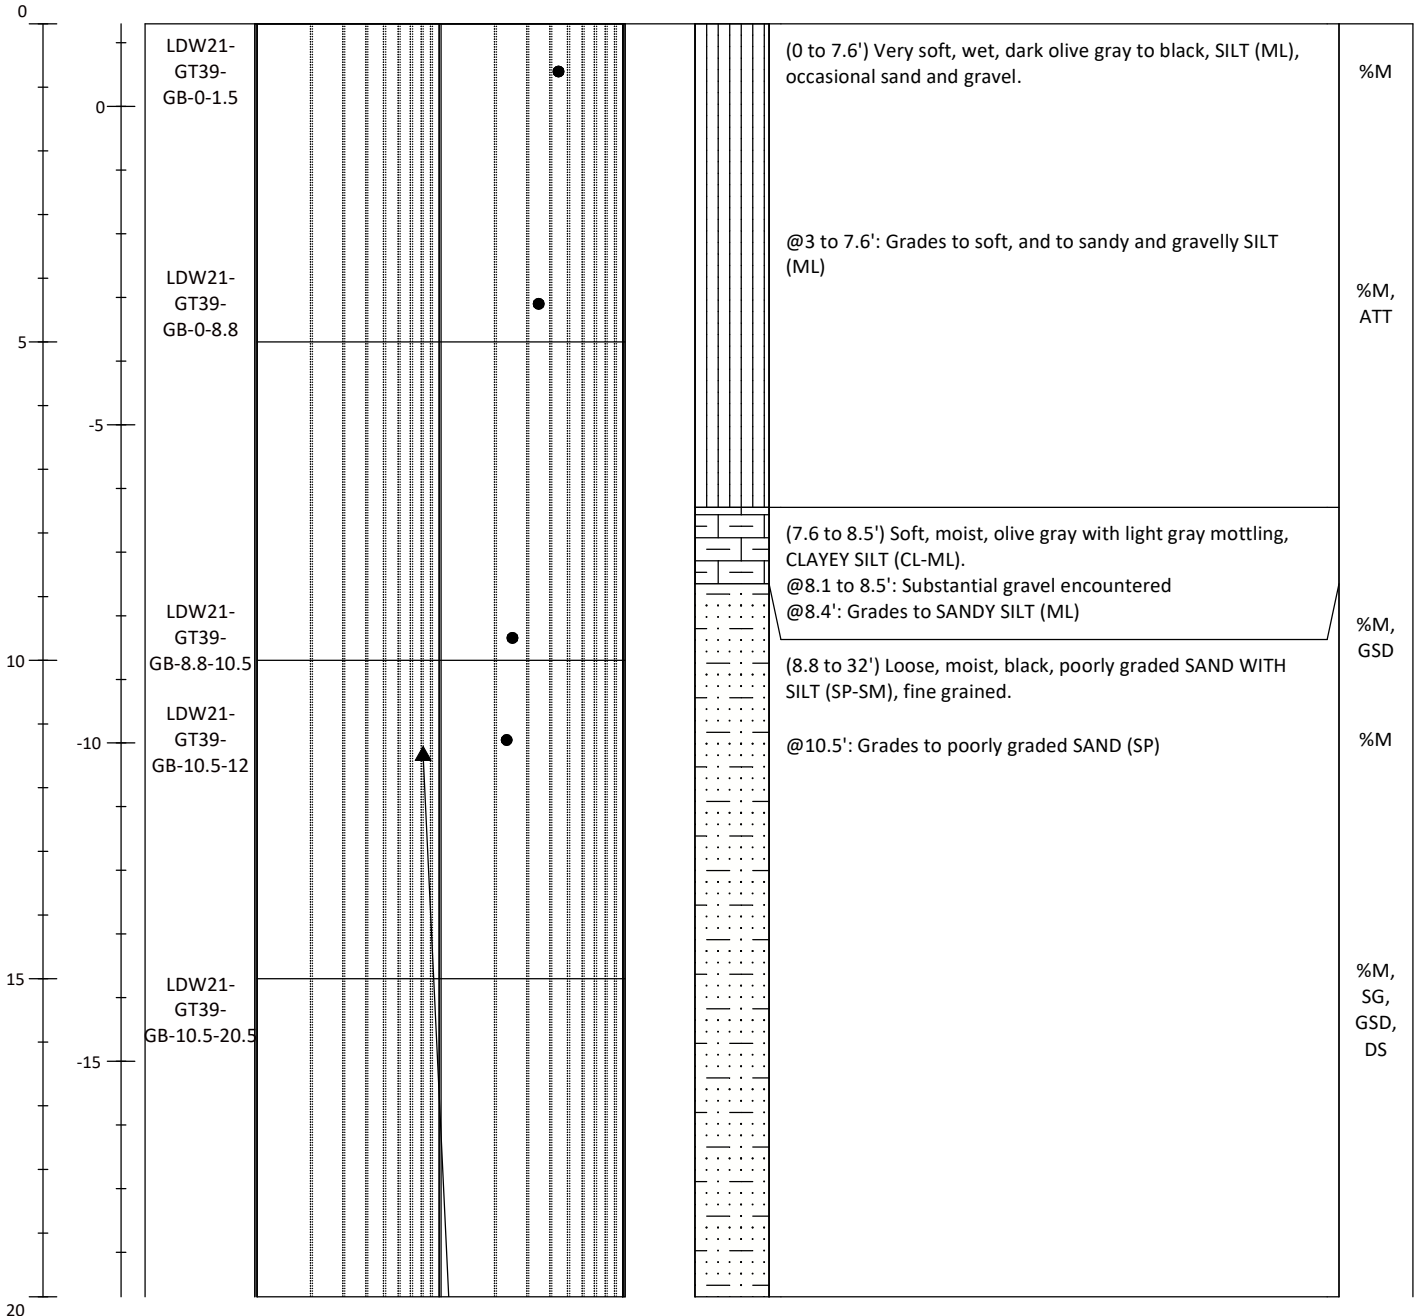 0
LDW21-
GT39-
GB-0-1.5
(0 to 7.6') Very soft, wet, dark olive gray to black, SILT (ML),
occasional sand and gravel.
%M
0
@3 to 7.6': Grades to soft, and to sandy and gravelly SILT
(ML)
LDW21-
GT39-
GB-0-8.8
%M,
ATT
5
-5
(7.6 to 8.5') Soft, moist, olive gray with light gray mottling,
CLAYEY SILT (CL-ML).
@8.1 to 8.5': Substantial gravel encountered
@8.4': Grades to SANDY SILT (ML)
LDW21-
GT39-
GB-8.8-10.5
%M,
GSD
10
(8.8 to 32') Loose, moist, black, poorly graded SAND WITH
SILT (SP-SM), fine grained.
LDW21-
GT39-
GB-10.5-12
-10
@10.5': Grades to poorly graded SAND (SP)
%M
15
LDW21-
GT39-
GB-10.5-20.5
%M,
SG,
GSD,
DS
-15
20